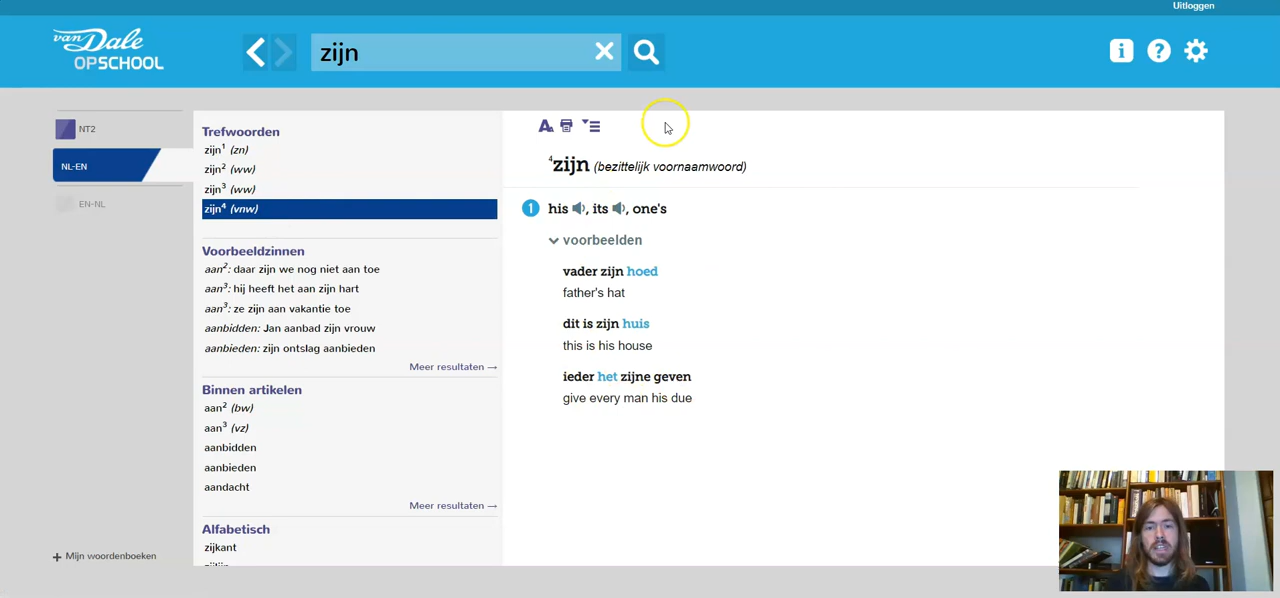 Uitloggen
van Dale
OPSCHOOL
zijn
NT2
NL-EN
EN-NL
Mijn woordenboeken
Trefwoorden
zijn¹ (zn)
zijn² (ww)
zijn³ (ww)
zijn⁴ (vnw)
Voorbeeldzinnen
aan²: daar zijn we nog niet aan toe
aan³: hij heeft het aan zijn hart
aan³: ze zijn aan vakantie toe
aanbidden: Jan aanbad zijn vrouw
aanbieden: zijn ontslag aanbieden
Meer resultaten →
Binnen artikelen
aan² (bw)
aan³ (vz)
aanbidden
aanbieden
aandacht
Meer resultaten →
Alfabetisch
zijkant
⁴zijn (bezittelijk voornaamwoord)
1 his, its, one's
voorbeelden
vader zijn hoed
father's hat
dit is zijn huis
this is his house
ieder het zijne geven
give every man his due